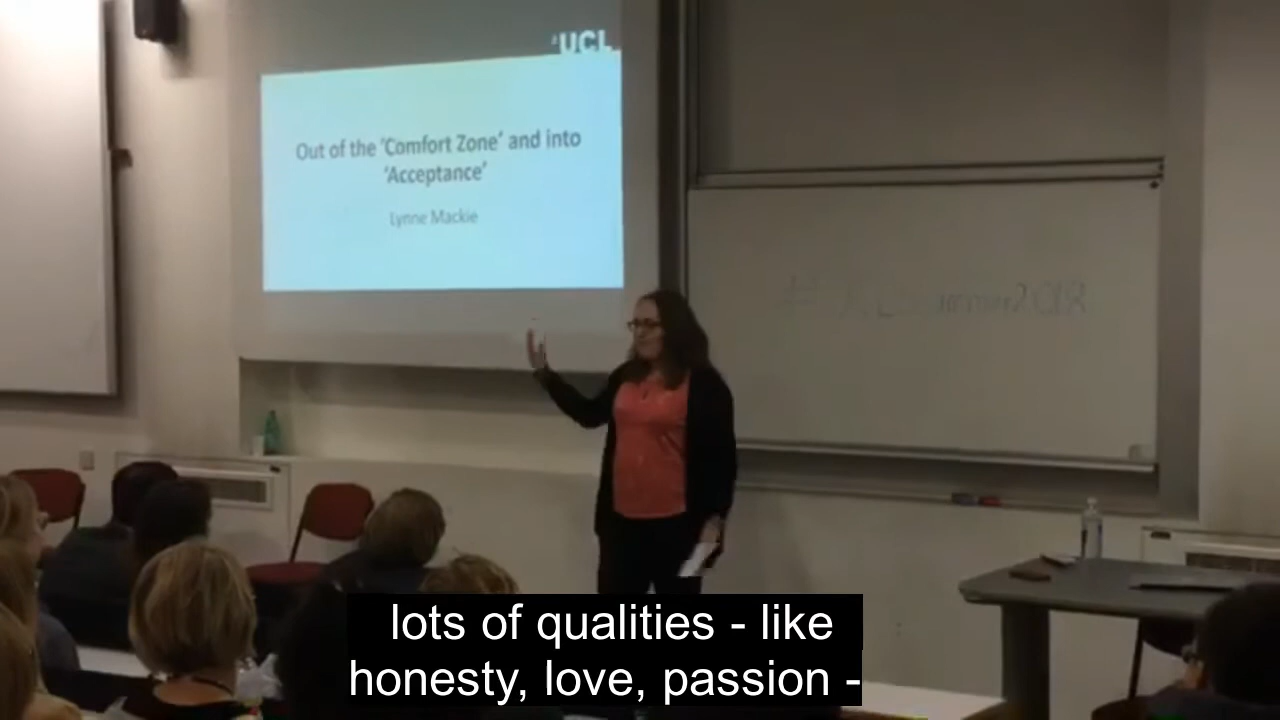 UCL
Out of the 'Comfort Zone' and into
'Acceptance'
Lynne Mackie
lots of qualities - like
honesty, love, passion -